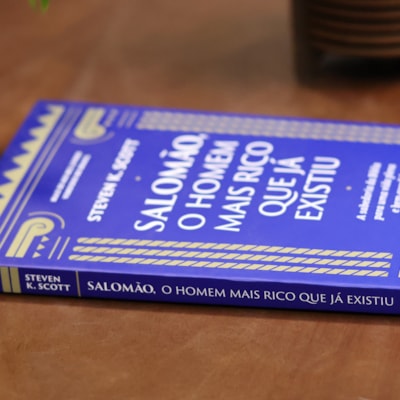 STEVEN K. SCOTT
SALOMÃO,
O HOMEM
MAIS RICO
QUE JÁ
EXISTIU
STEVEN
K. SCOTT
SALOMÃO, O HOMEM MAIS RICO QUE JÁ EXISTIU